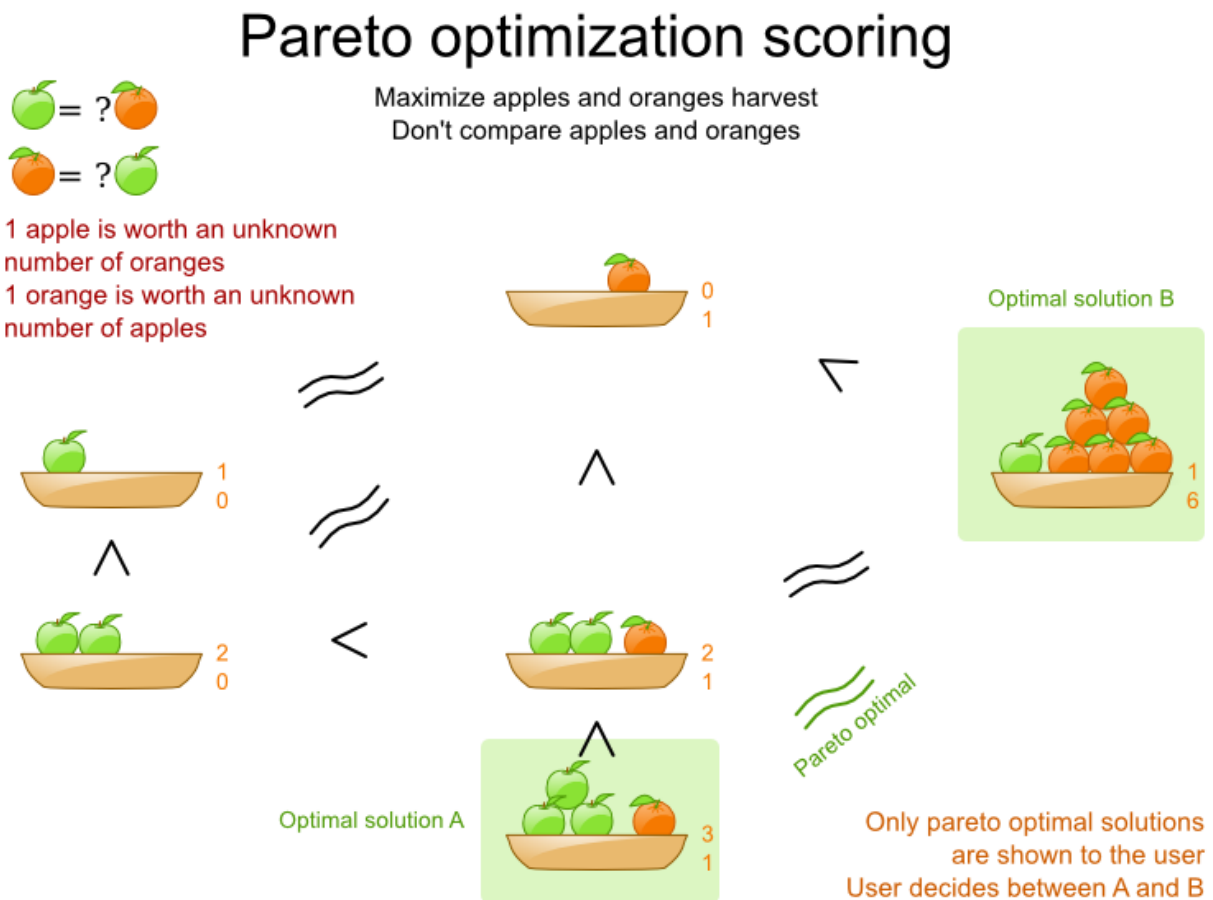 Pareto optimization scoring
Maximize apples and oranges harvest
Don't compare apples and oranges
= ?
= ?
1 apple is worth an unknown
number of oranges
1 orange is worth an unknown
number of apples
0
1
Optimal solution B
1
6
1
0
2
0
2
1
Pareto optimal
Optimal solution A
3
1
Only pareto optimal solutions
are shown to the user
User decides between A and B